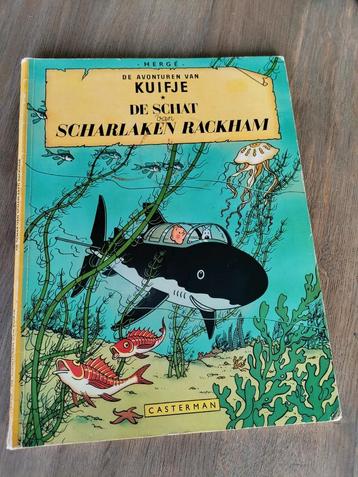 HERGÉ
DE AVONTUREN VAN
KUIFJE
*
DE SCHAT
van
SCHARLAKEN RACKHAM
CASTERMAN